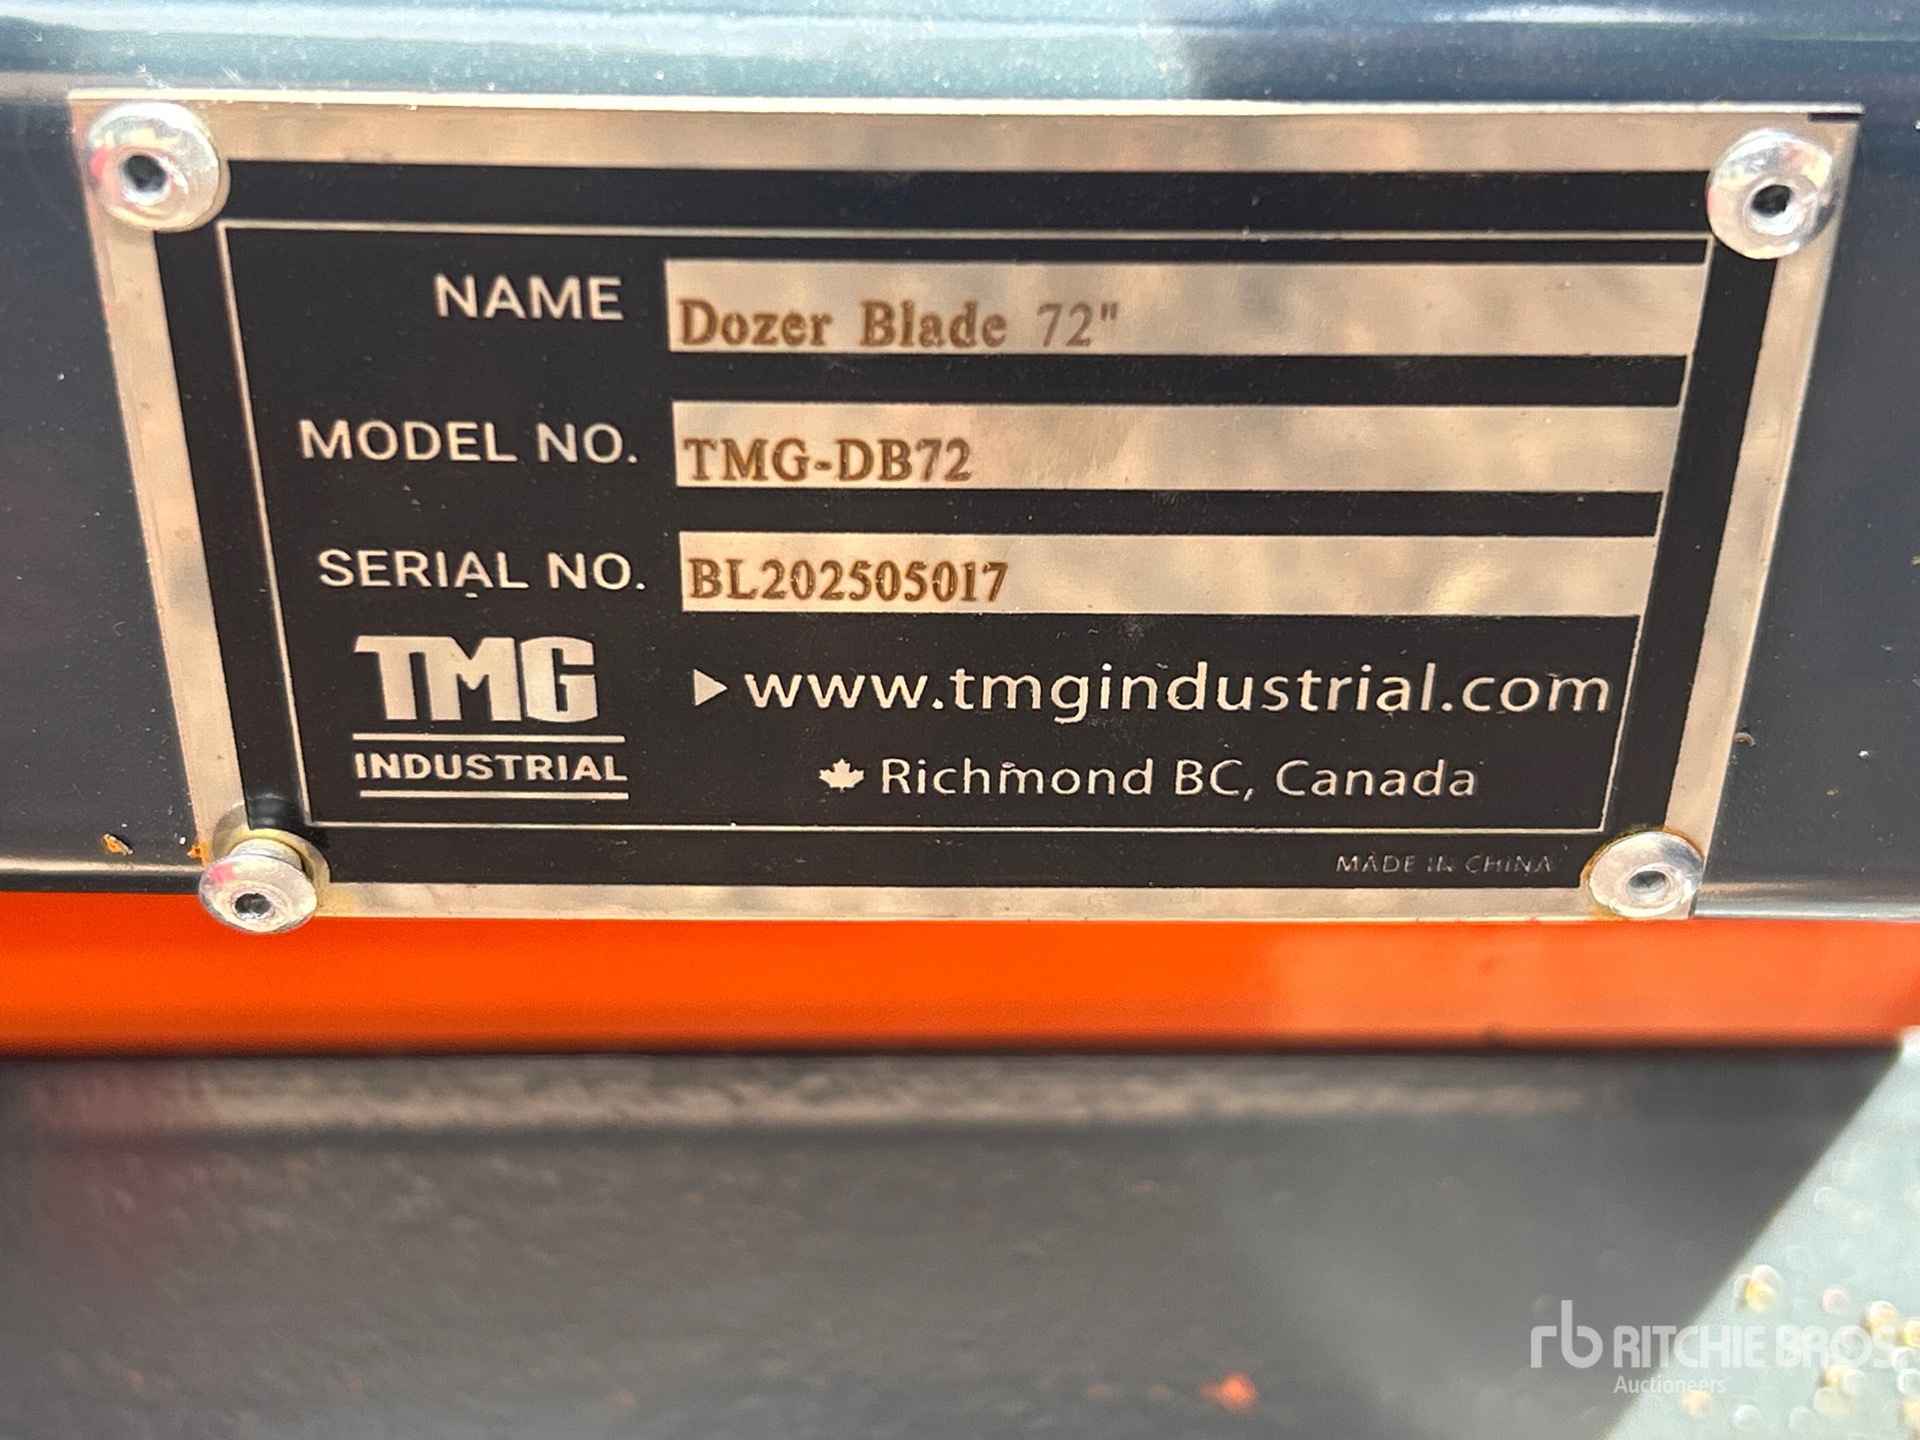 NAME Dozer Blade 72"
MODEL NO. TMG-DB72
SERIAL NO. BL202505017
TMG
INDUSTRIAL
www.tmgindustrial.com
Richmond BC, Canada
MADE IN CHINA
rb RITCHIE BROS
Auctioneers